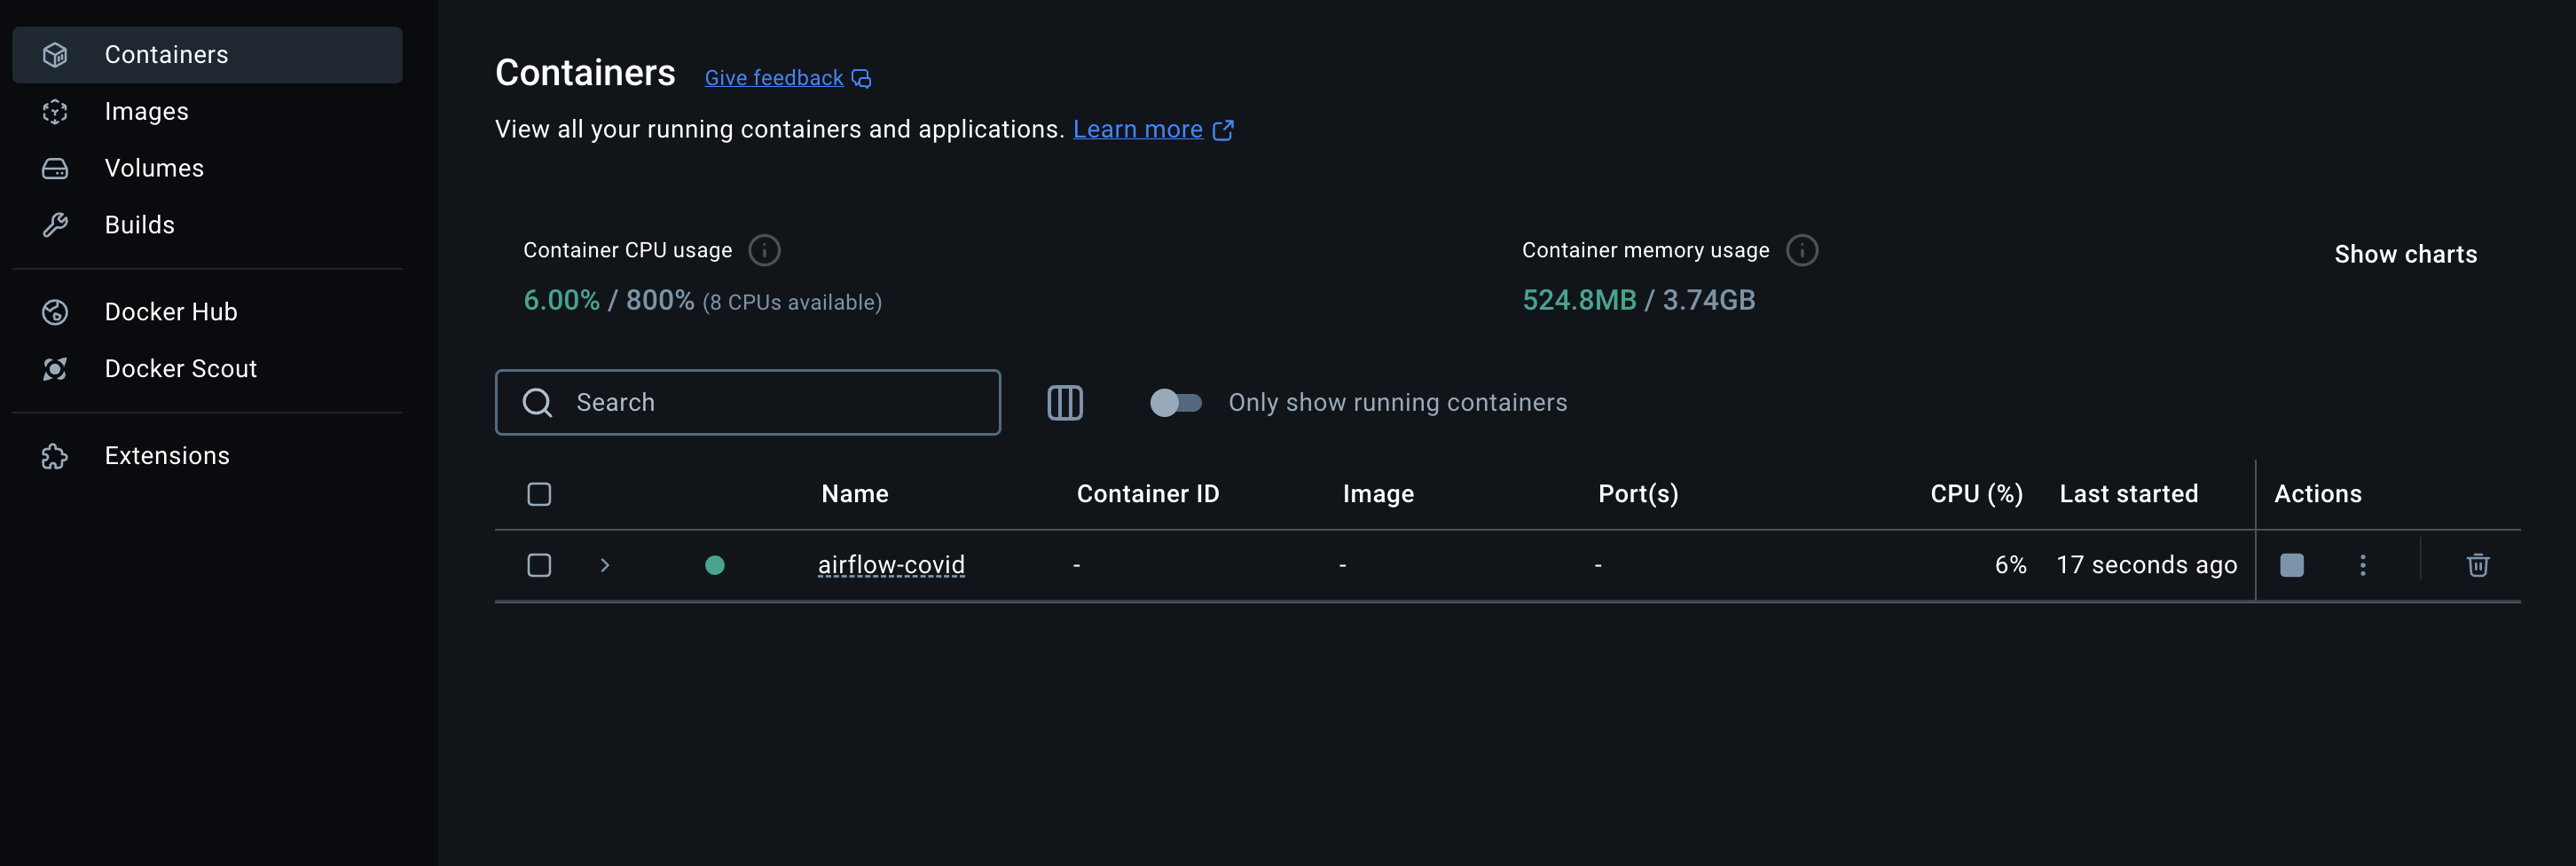 Containers
Images
Volumes
Builds
Docker Hub
Docker Scout
Extensions
Containers Give feedback
View all your running containers and applications. Learn more
Container CPU usage
6.00% / 800% (8 CPUs available)
Container memory usage
524.8MB / 3.74GB
Show charts
Search
Only show running containers
Name Container ID Image Port(s) CPU (%) Last started Actions
airflow-covid - - - 6% 17 seconds ago